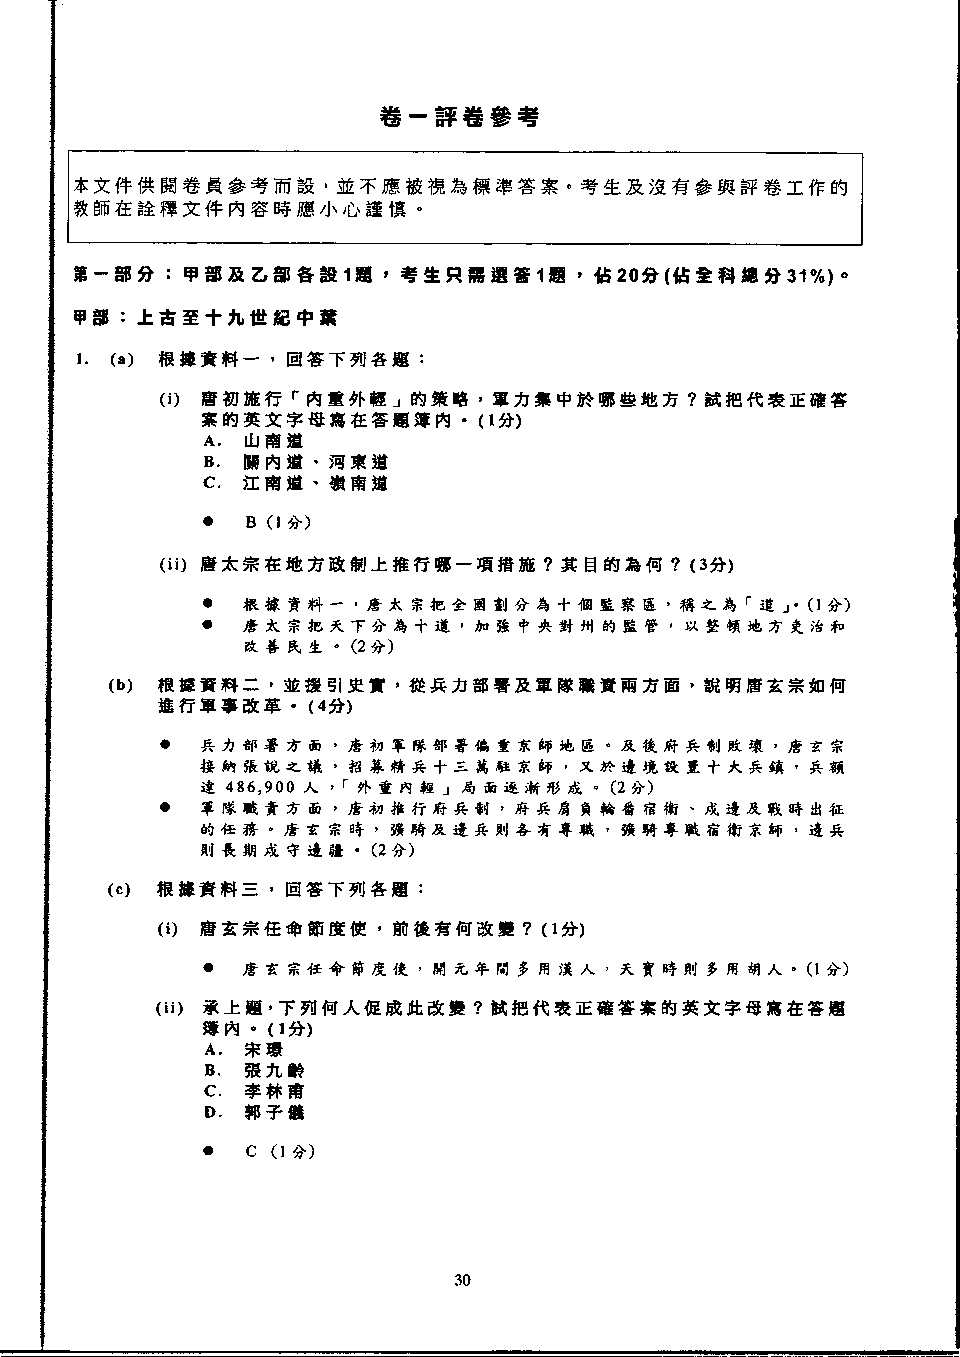 卷一評卷參考
本文件供閱卷員參考而設，並不應被視為標準答案。考生及沒有參與評卷工作的
教師在詮釋文件內容時應小心謹慎。
第一部分：甲部及乙部各設1題，考生只需選答1題，佔20分(佔全科總分31%)。
甲部：上古至十九世紀中葉
1. (a) 根據資料一，回答下列各題：
(i) 唐初施行「內重外輕」的策略，軍力集中於哪些地方？試把代表正確答
案的英文字母寫在答題簿內。(1分)
A. 山南道
B. 關內道、河東道
C. 江南道、嶺南道
● B (1分)
(ii) 唐太宗在地方政制上推行哪一項措施？其目的為何？(3分)
● 根據資料一，唐太宗把全國劃分為十個監察區，稱之為「道」。(1分)
● 唐太宗把天下分為十道，加強中央對州的監管，以整頓地方吏治和
改善民生。(2分)
(b) 根據資料二，並援引史實，從兵力部署及軍隊職責兩方面，說明唐玄宗如何
進行軍事改革。(4分)
● 兵力部署方面，唐初軍隊部署偏重京師地區。及後府兵制敗壞，唐玄宗
接納張說之議，招募精兵十三萬駐京師，又於邊境設置十大兵鎮，兵額
達 486,900 人，「外重內輕」局面逐漸形成。(2分)
● 軍隊職責方面，唐初推行府兵制，府兵肩負輪番宿衛、戍邊及戰時出征
的任務。唐玄宗時，彍騎及邊兵則各有專職，彍騎專職宿衛京師，邊兵
則長期戍守邊疆。(2分)
(c) 根據資料三，回答下列各題：
(i) 唐玄宗任命節度使，前後有何改變？(1分)
● 唐玄宗任命節度使，開元年間多用漢人，天寶時則多用胡人。(1分)
(ii) 承上題，下列何人促成此改變？試把代表正確答案的英文字母寫在答題
簿內。(1分)
A. 宋璟
B. 張九齡
C. 李林甫
D. 郭子儀
● C (1分)
30